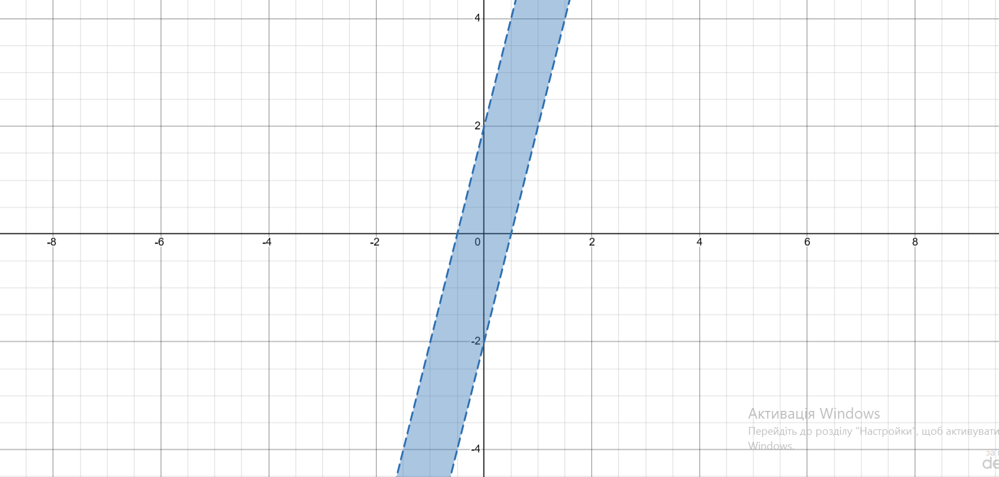 4
2
-8 -6 -4 -2 0 2 4 6 8
-2
-4
Активація Windows
Перейдіть до розділу "Настройки", щоб активувати
Windows.